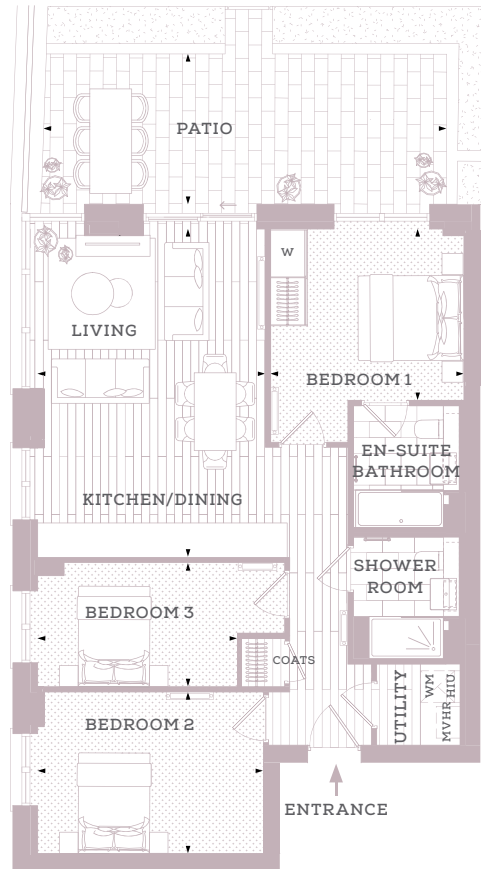 PATIO
W
LIVING
BEDROOM 1
EN-SUITE
BATHROOM
KITCHEN/DINING
SHOWER
ROOM
BEDROOM 3
COATS
UTILITY
WM
MVHR HIU
BEDROOM 2
ENTRANCE